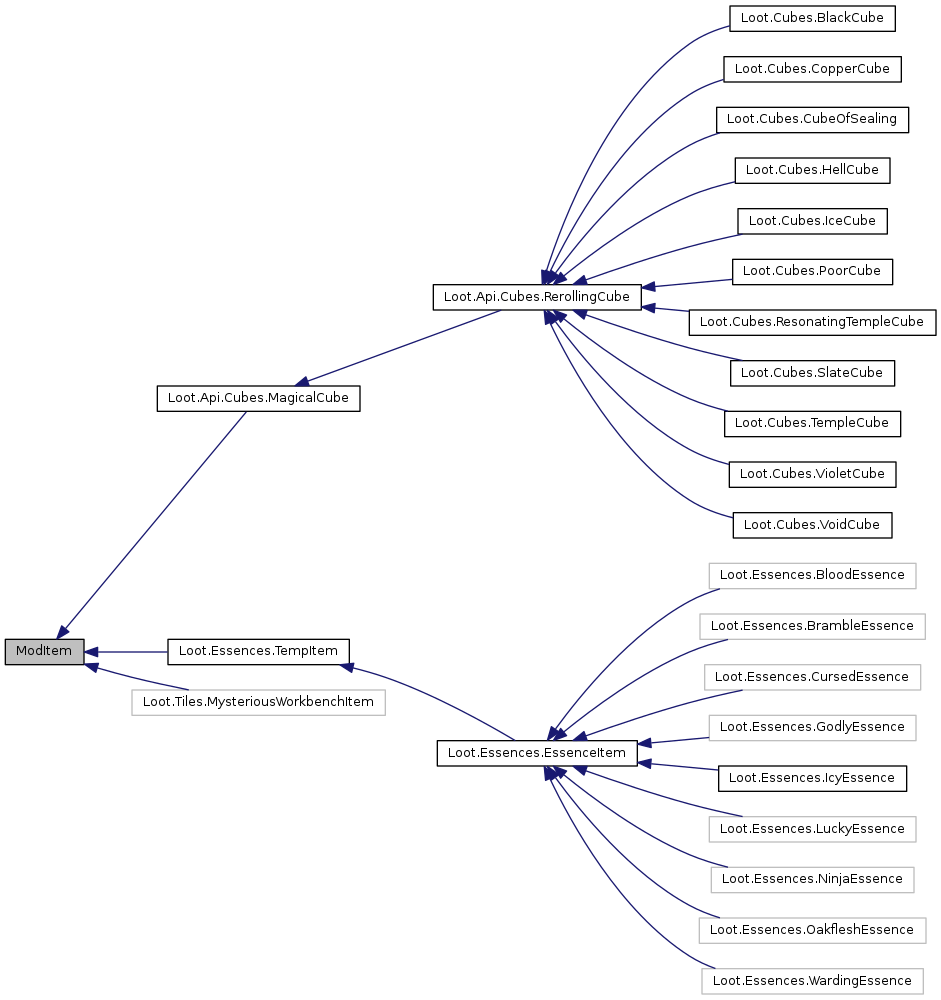 Loot.Cubes.BlackCube
Loot.Cubes.CopperCube
Loot.Cubes.CubeOfSealing
Loot.Cubes.HellCube
Loot.Cubes.IceCube
Loot.Cubes.PoorCube
Loot.Api.Cubes.RerollingCube
Loot.Cubes.ResonatingTempleCube
Loot.Cubes.SlateCube
Loot.Api.Cubes.MagicalCube
Loot.Cubes.TempleCube
Loot.Cubes.VioletCube
Loot.Cubes.VoidCube
Loot.Essences.BloodEssence
Loot.Essences.BrambleEssence
ModItem
Loot.Essences.TempItem
Loot.Essences.CursedEssence
Loot.Tiles.MysteriousWorkbenchItem
Loot.Essences.GodlyEssence
Loot.Essences.EssenceItem
Loot.Essences.IcyEssence
Loot.Essences.LuckyEssence
Loot.Essences.NinjaEssence
Loot.Essences.OakfleshEssence
Loot.Essences.WardingEssence